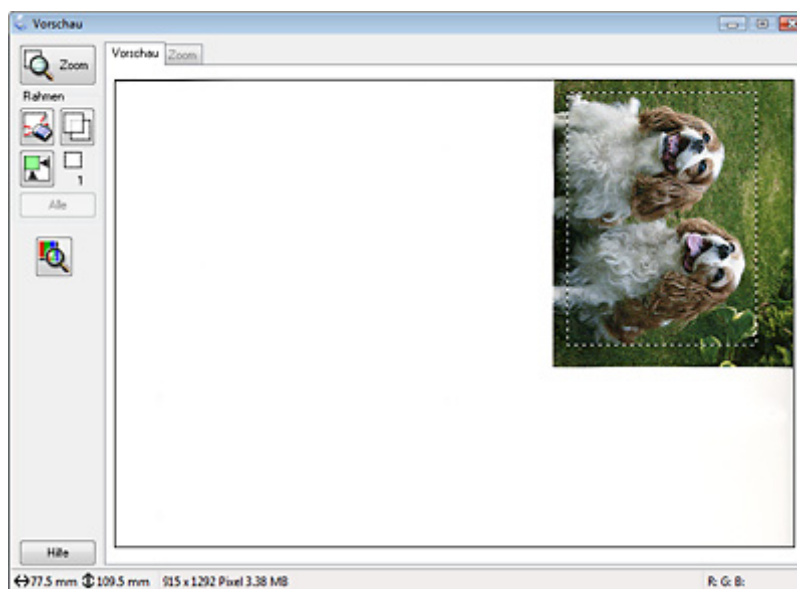 Vorschau
Zoom
Vorschau Zoom
Rahmen
1
Alle
Hilfe
77.5 mm 109.5 mm 915 x 1292 Pixel 3.38 MB R: G: B: